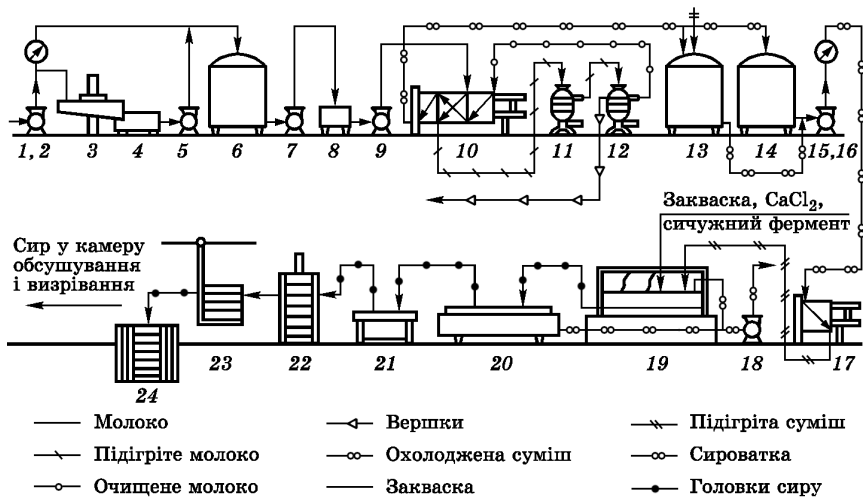 1, 2 3 4 5 6 7 8 9 10 11 12 13 14 15,16
Закваска, CaCl₂,
сичужний фермент
Сир у камеру
обсушування
і визрівання
24 23 22 21 20 19 18 17
Молоко Вершки Підігріта суміш
Підігріте молоко Охолоджена суміш Сироватка
Очищене молоко Закваска Головки сиру